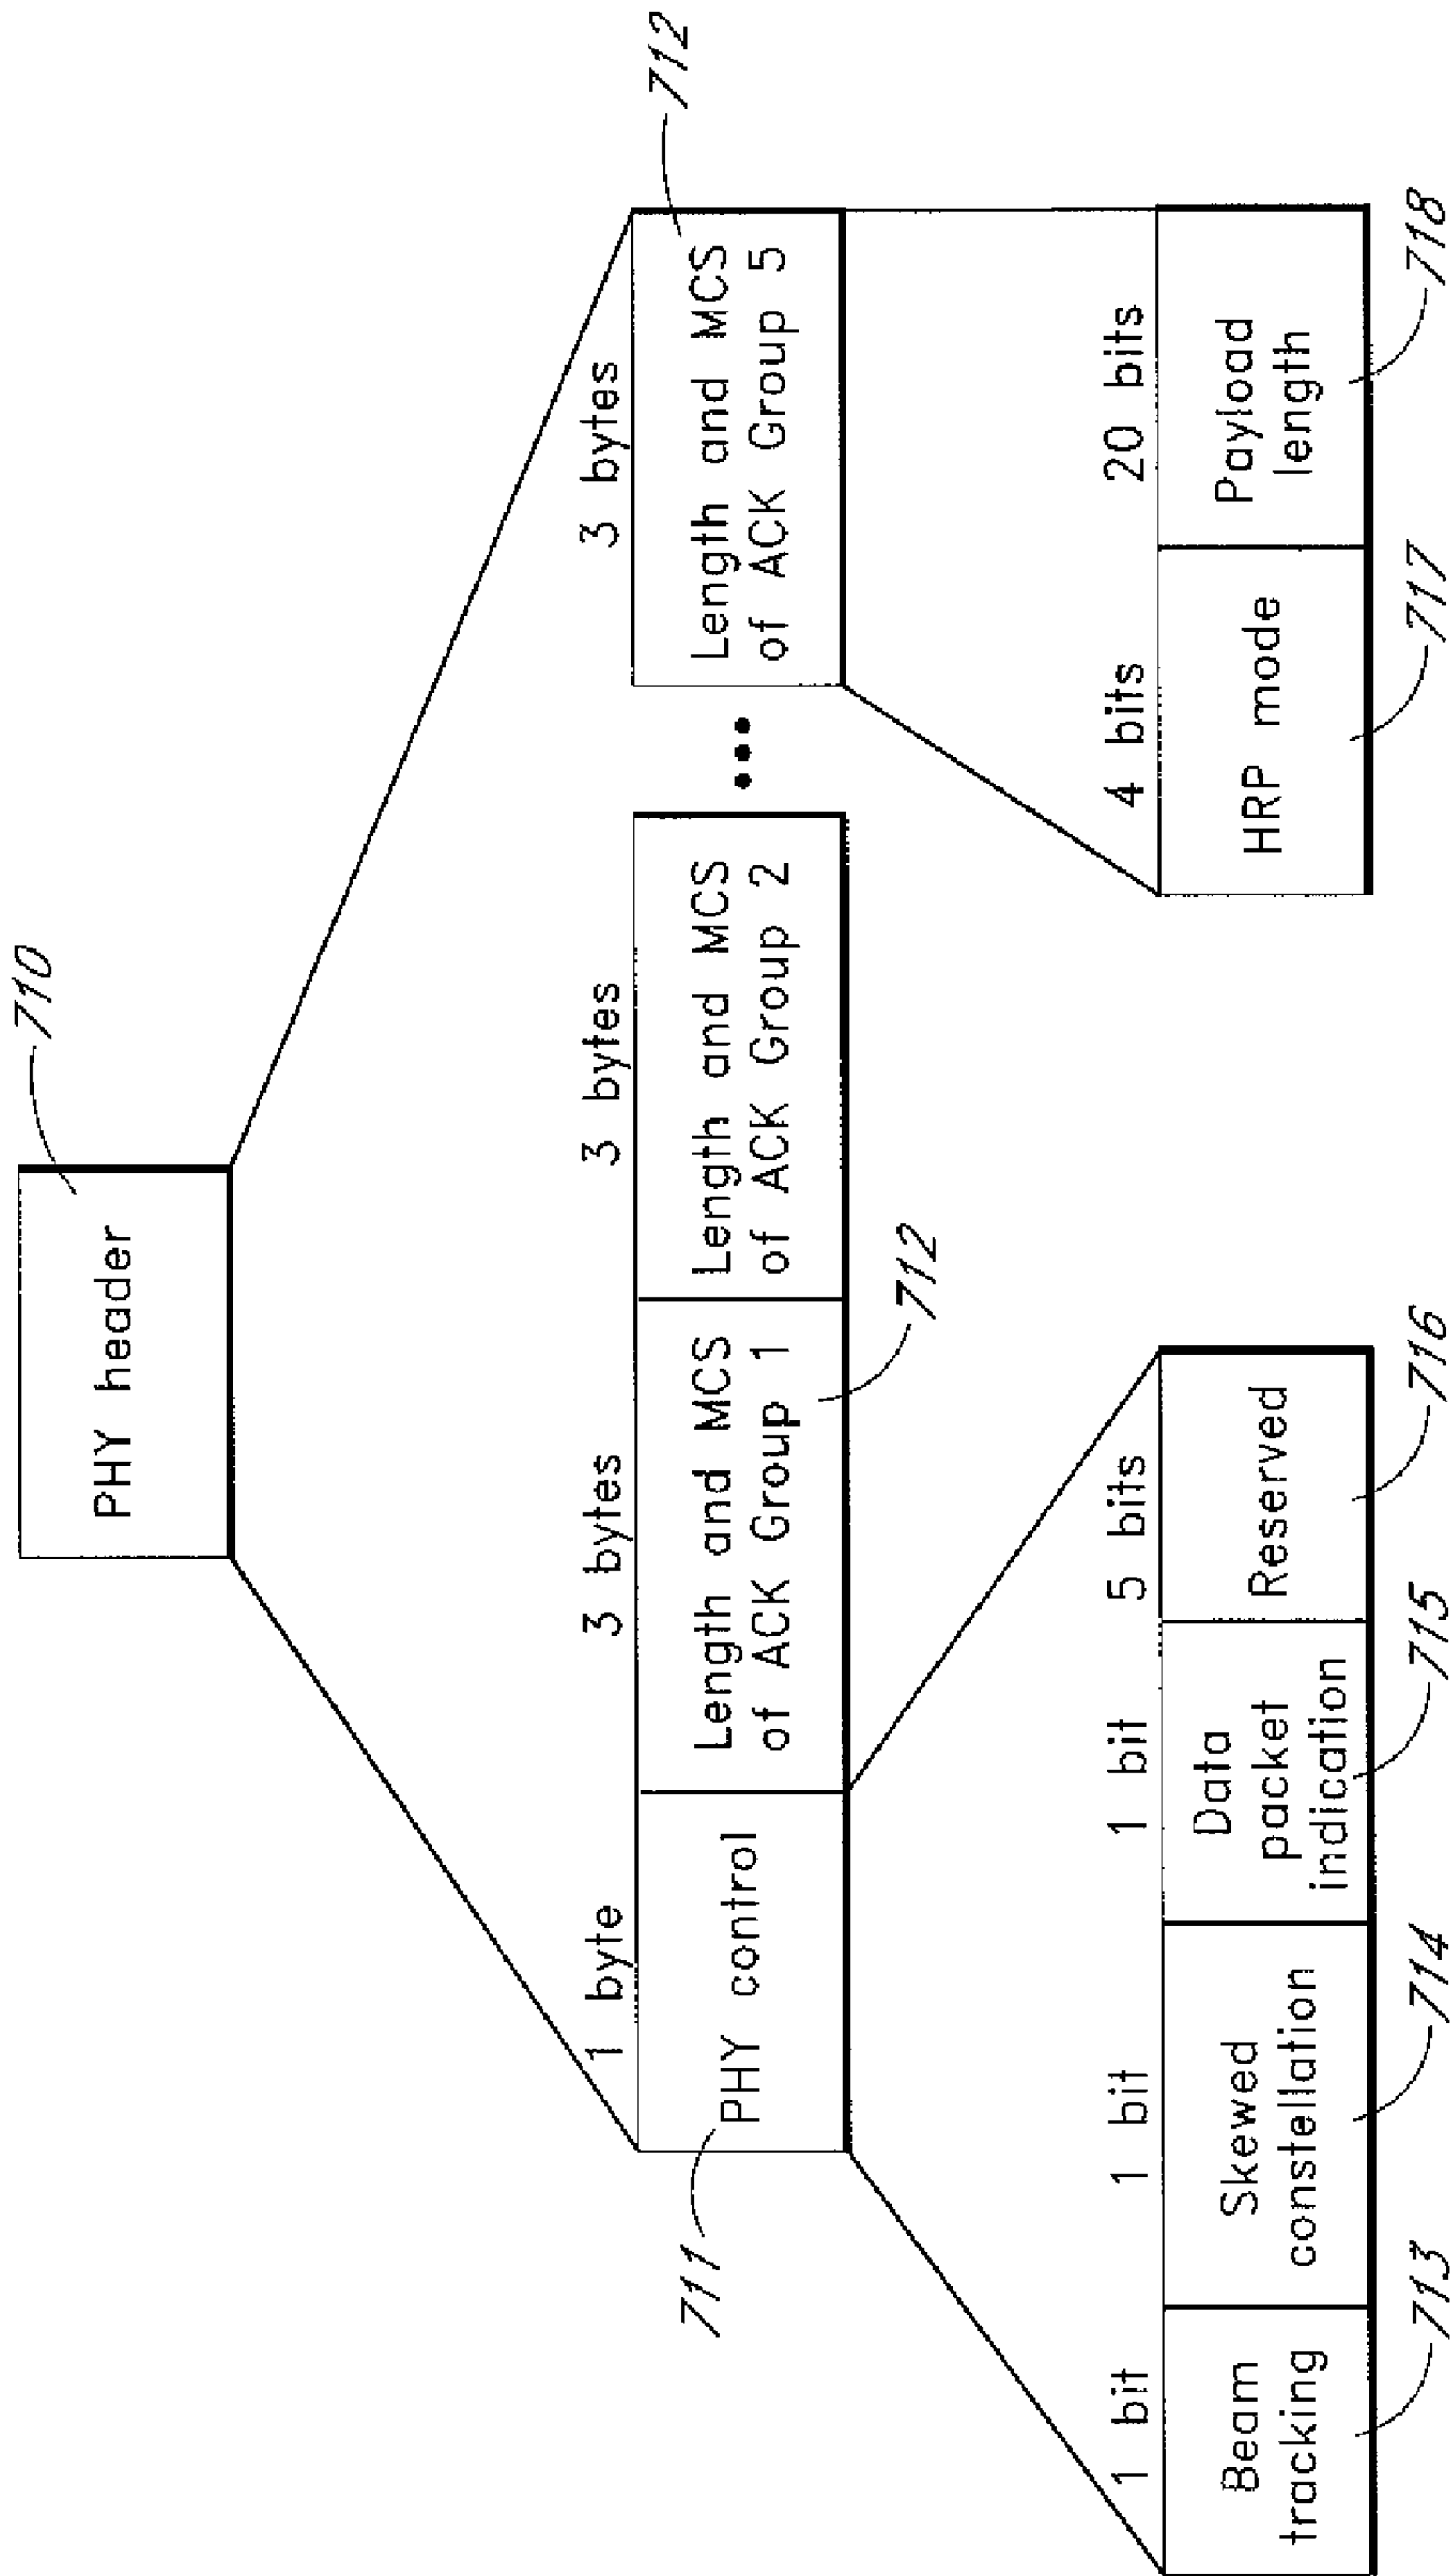 710
PHY header
712
1 byte
3 bytes
3 bytes
3 bytes
711
PHY control
Length and MCS
of ACK Group 1
Length and MCS
of ACK Group 2
•••
Length and MCS
of ACK Group 5
712
1 bit
1 bit
1 bit
5 bits
4 bits
20 bits
Beam
tracking
Skewed
constellation
Data
packet
indication
Reserved
HRP mode
Payload
length
713
714
715
716
717
718